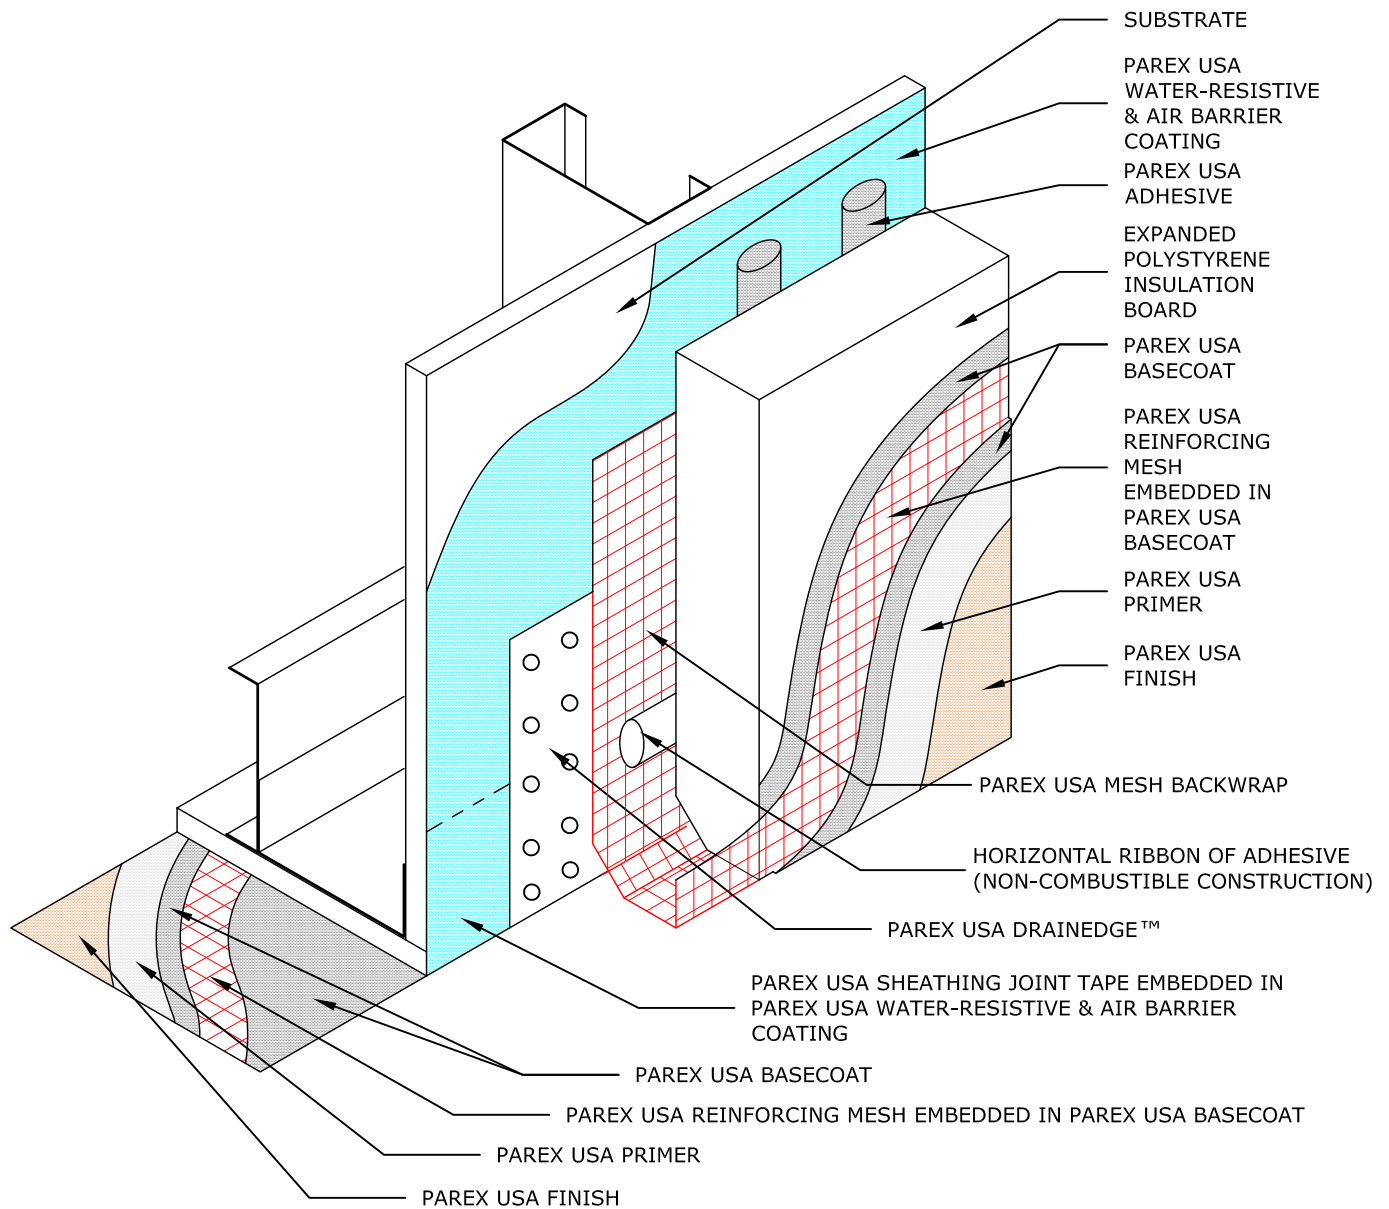 SUBSTRATE
PAREX USA
WATER-RESISTIVE
& AIR BARRIER
COATING
PAREX USA
ADHESIVE
EXPANDED
POLYSTYRENE
INSULATION
BOARD
PAREX USA
BASECOAT
PAREX USA
REINFORCING
MESH
EMBEDDED IN
PAREX USA
BASECOAT
PAREX USA
PRIMER
PAREX USA
FINISH
PAREX USA MESH BACKWRAP
HORIZONTAL RIBBON OF ADHESIVE
(NON-COMBUSTIBLE CONSTRUCTION)
PAREX USA DRAINEDGE™
PAREX USA SHEATHING JOINT TAPE EMBEDDED IN
PAREX USA WATER-RESISTIVE & AIR BARRIER
COATING
PAREX USA BASECOAT
PAREX USA REINFORCING MESH EMBEDDED IN PAREX USA BASECOAT
PAREX USA PRIMER
PAREX USA FINISH